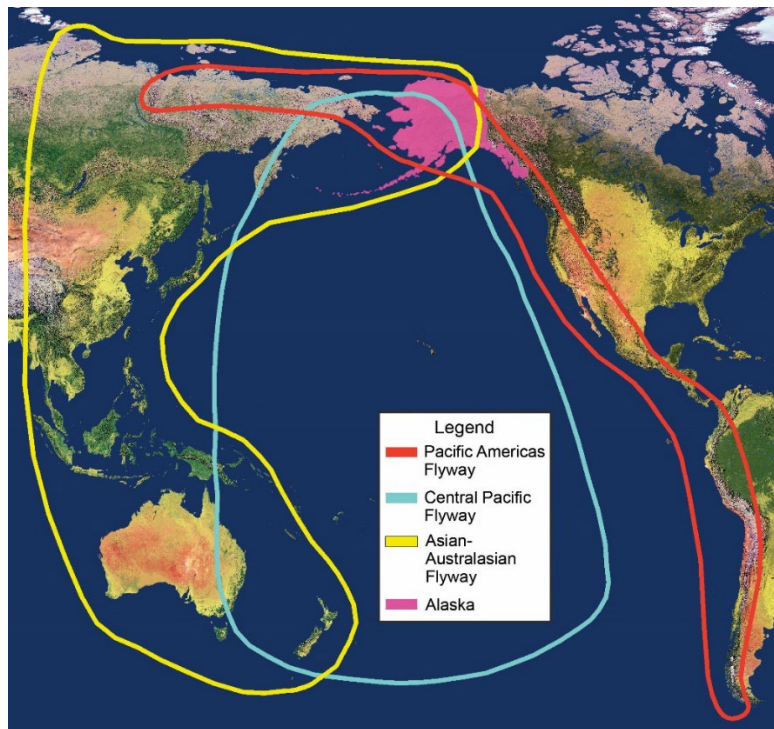 Legend
Pacific Americas
Flyway
Central Pacific
Flyway
Asian-
Australasian
Flyway
Alaska